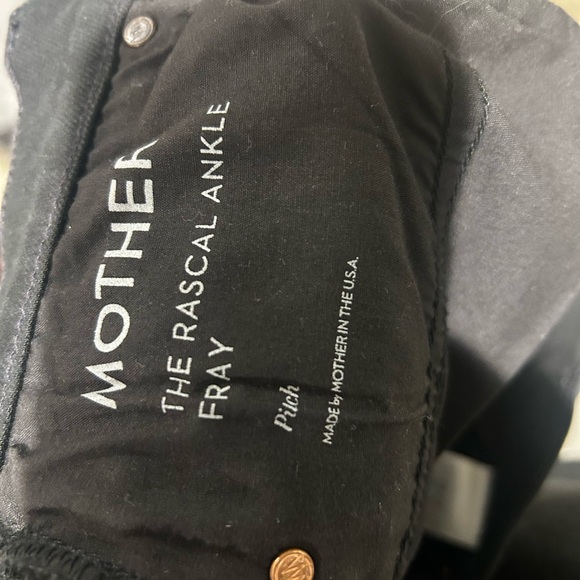 MOTHER
THE RASCAL ANKLE
FRAY
Pitch
MADE by MOTHER IN THE U.S.A.